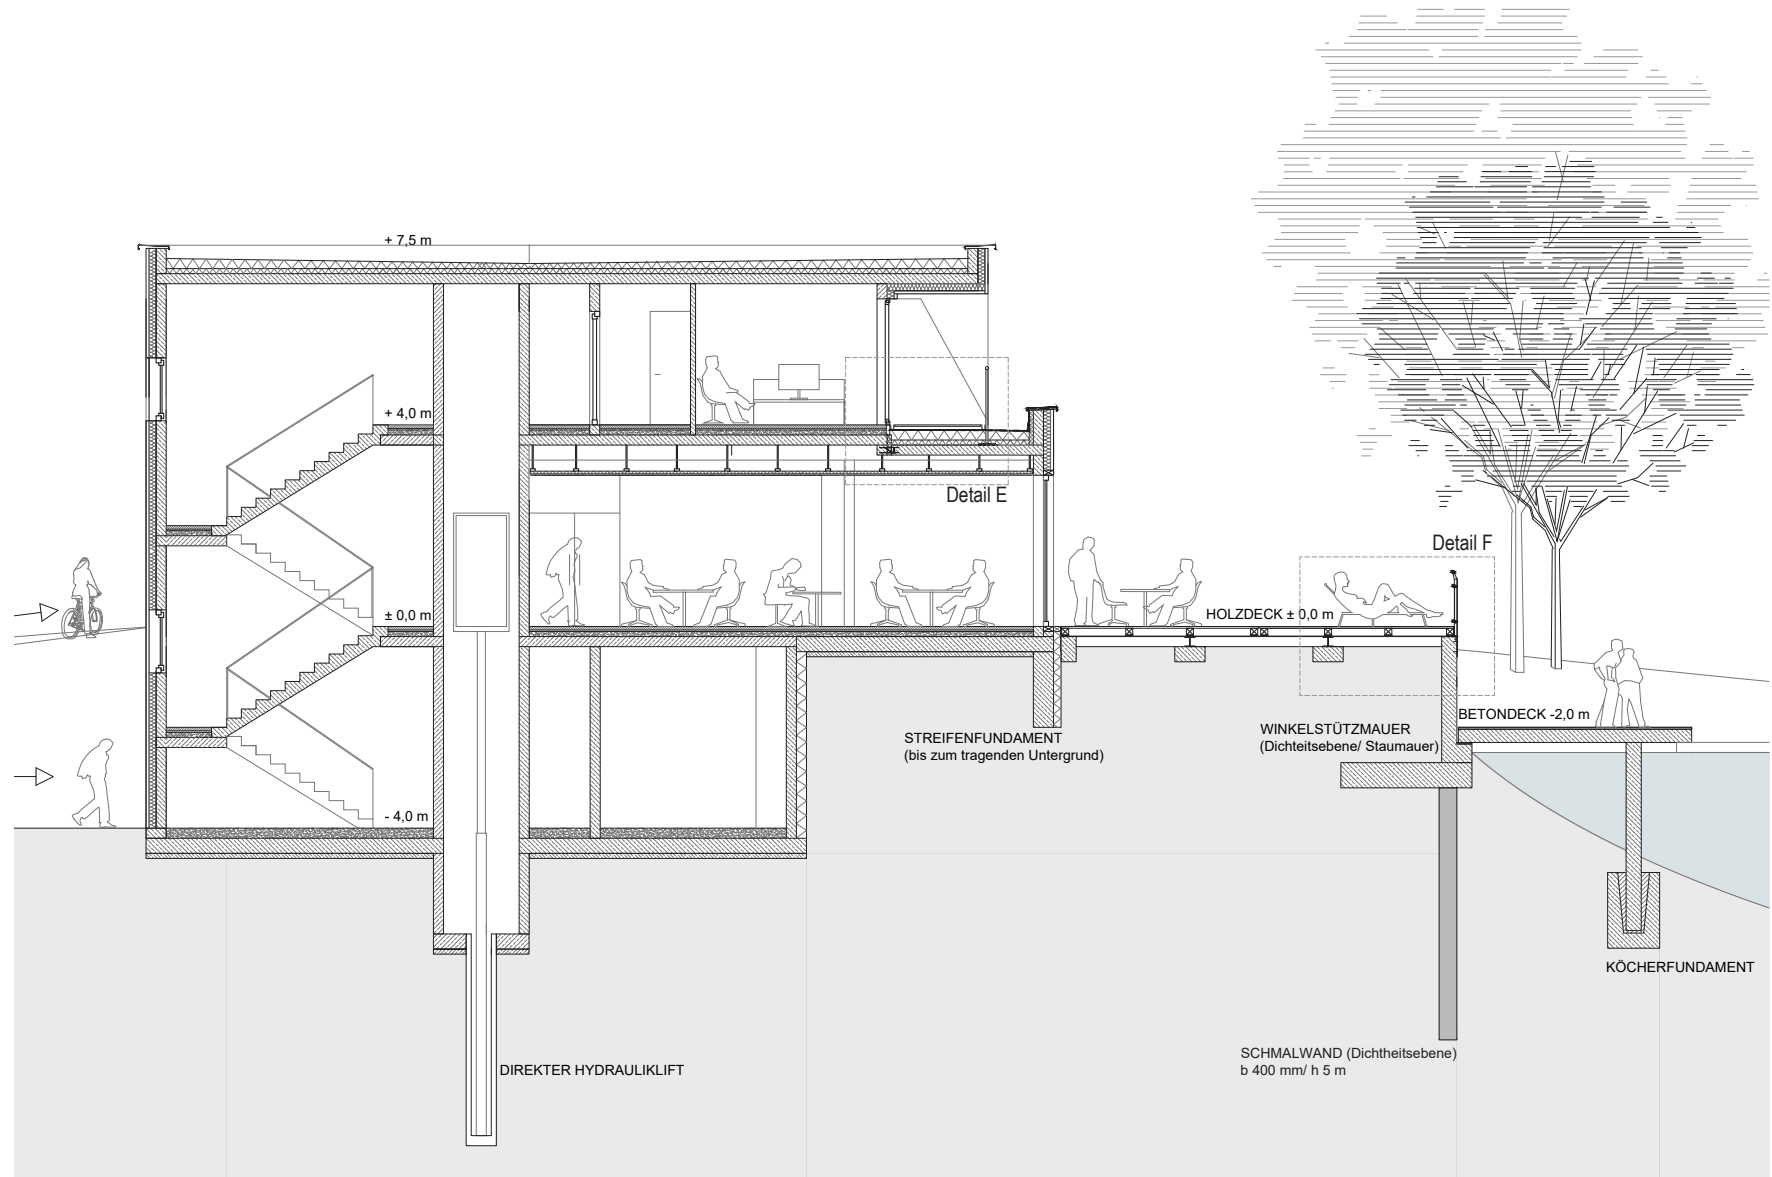 + 7,5 m
+ 4,0 m
Detail E
Detail F
± 0,0 m
HOLZDECK ± 0,0 m
BETONDECK -2,0 m
STREIFENFUNDAMENT
(bis zum tragenden Untergrund)
WINKELSTÜTZMAUER
(Dichteitsebene/ Staumauer)
- 4,0 m
KÖCHERFUNDAMENT
SCHMALWAND (Dichtheitsebene)
b 400 mm/ h 5 m
DIREKTER HYDRAULIKLIFT